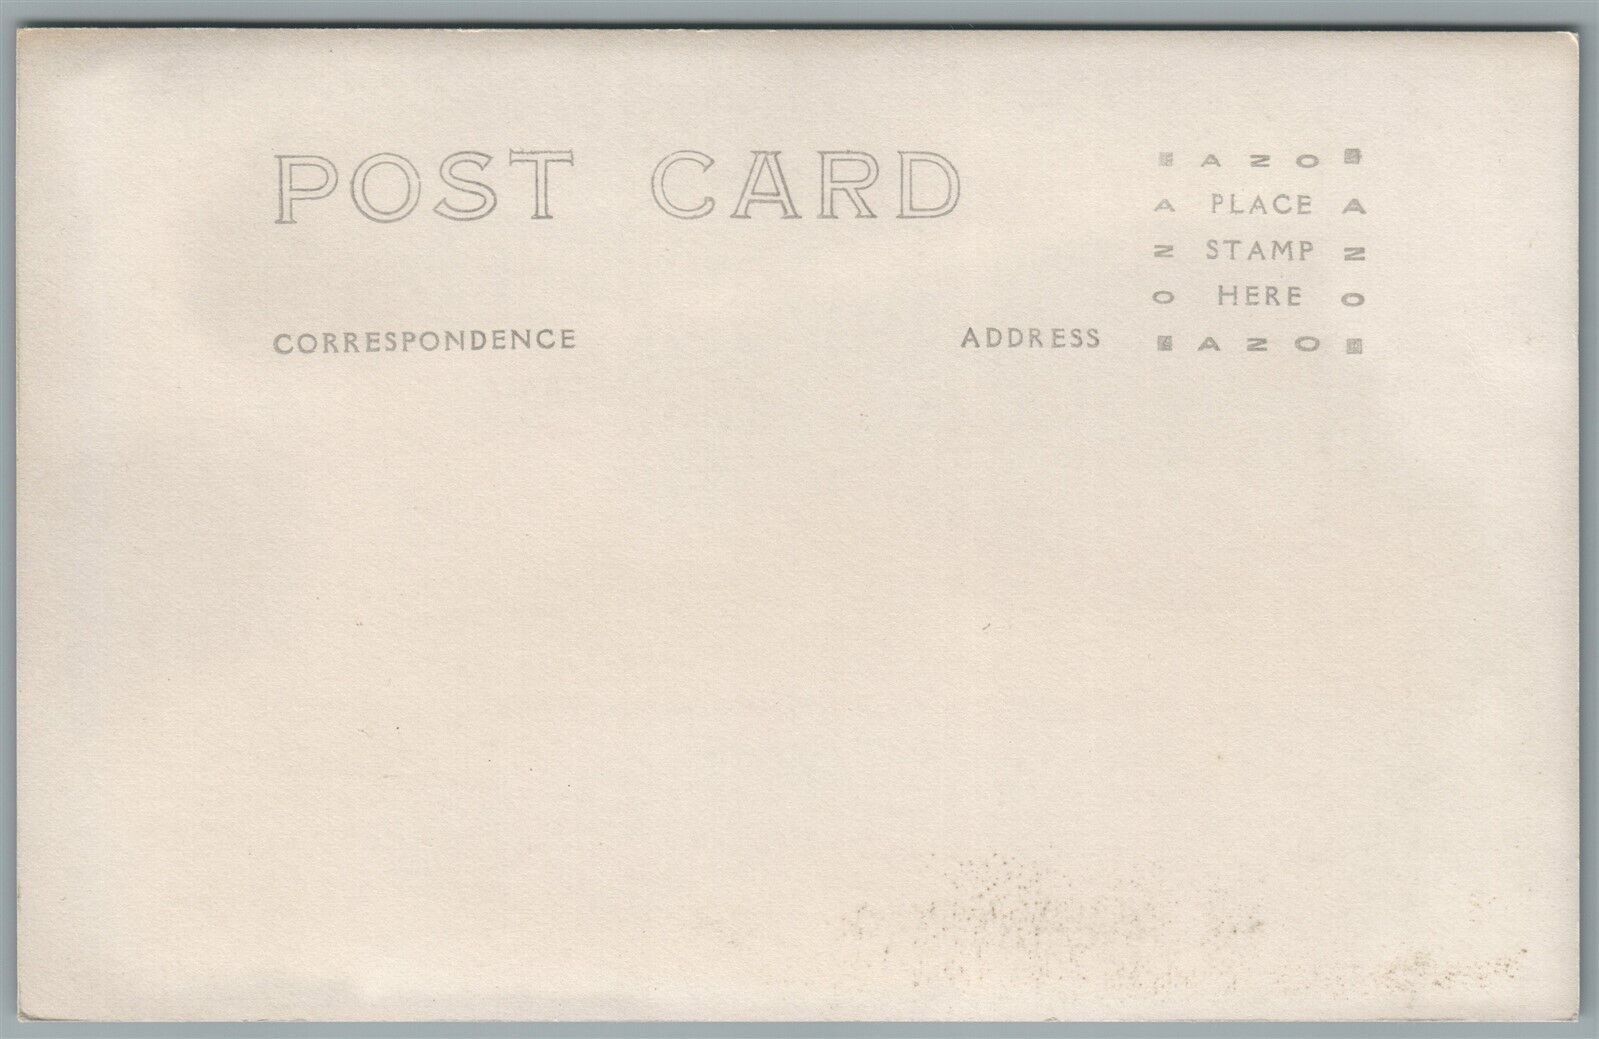 POST CARD
AZO
A PLACE A
Z STAMP Z
O HERE O
CORRESPONDENCE
ADDRESS
AZO